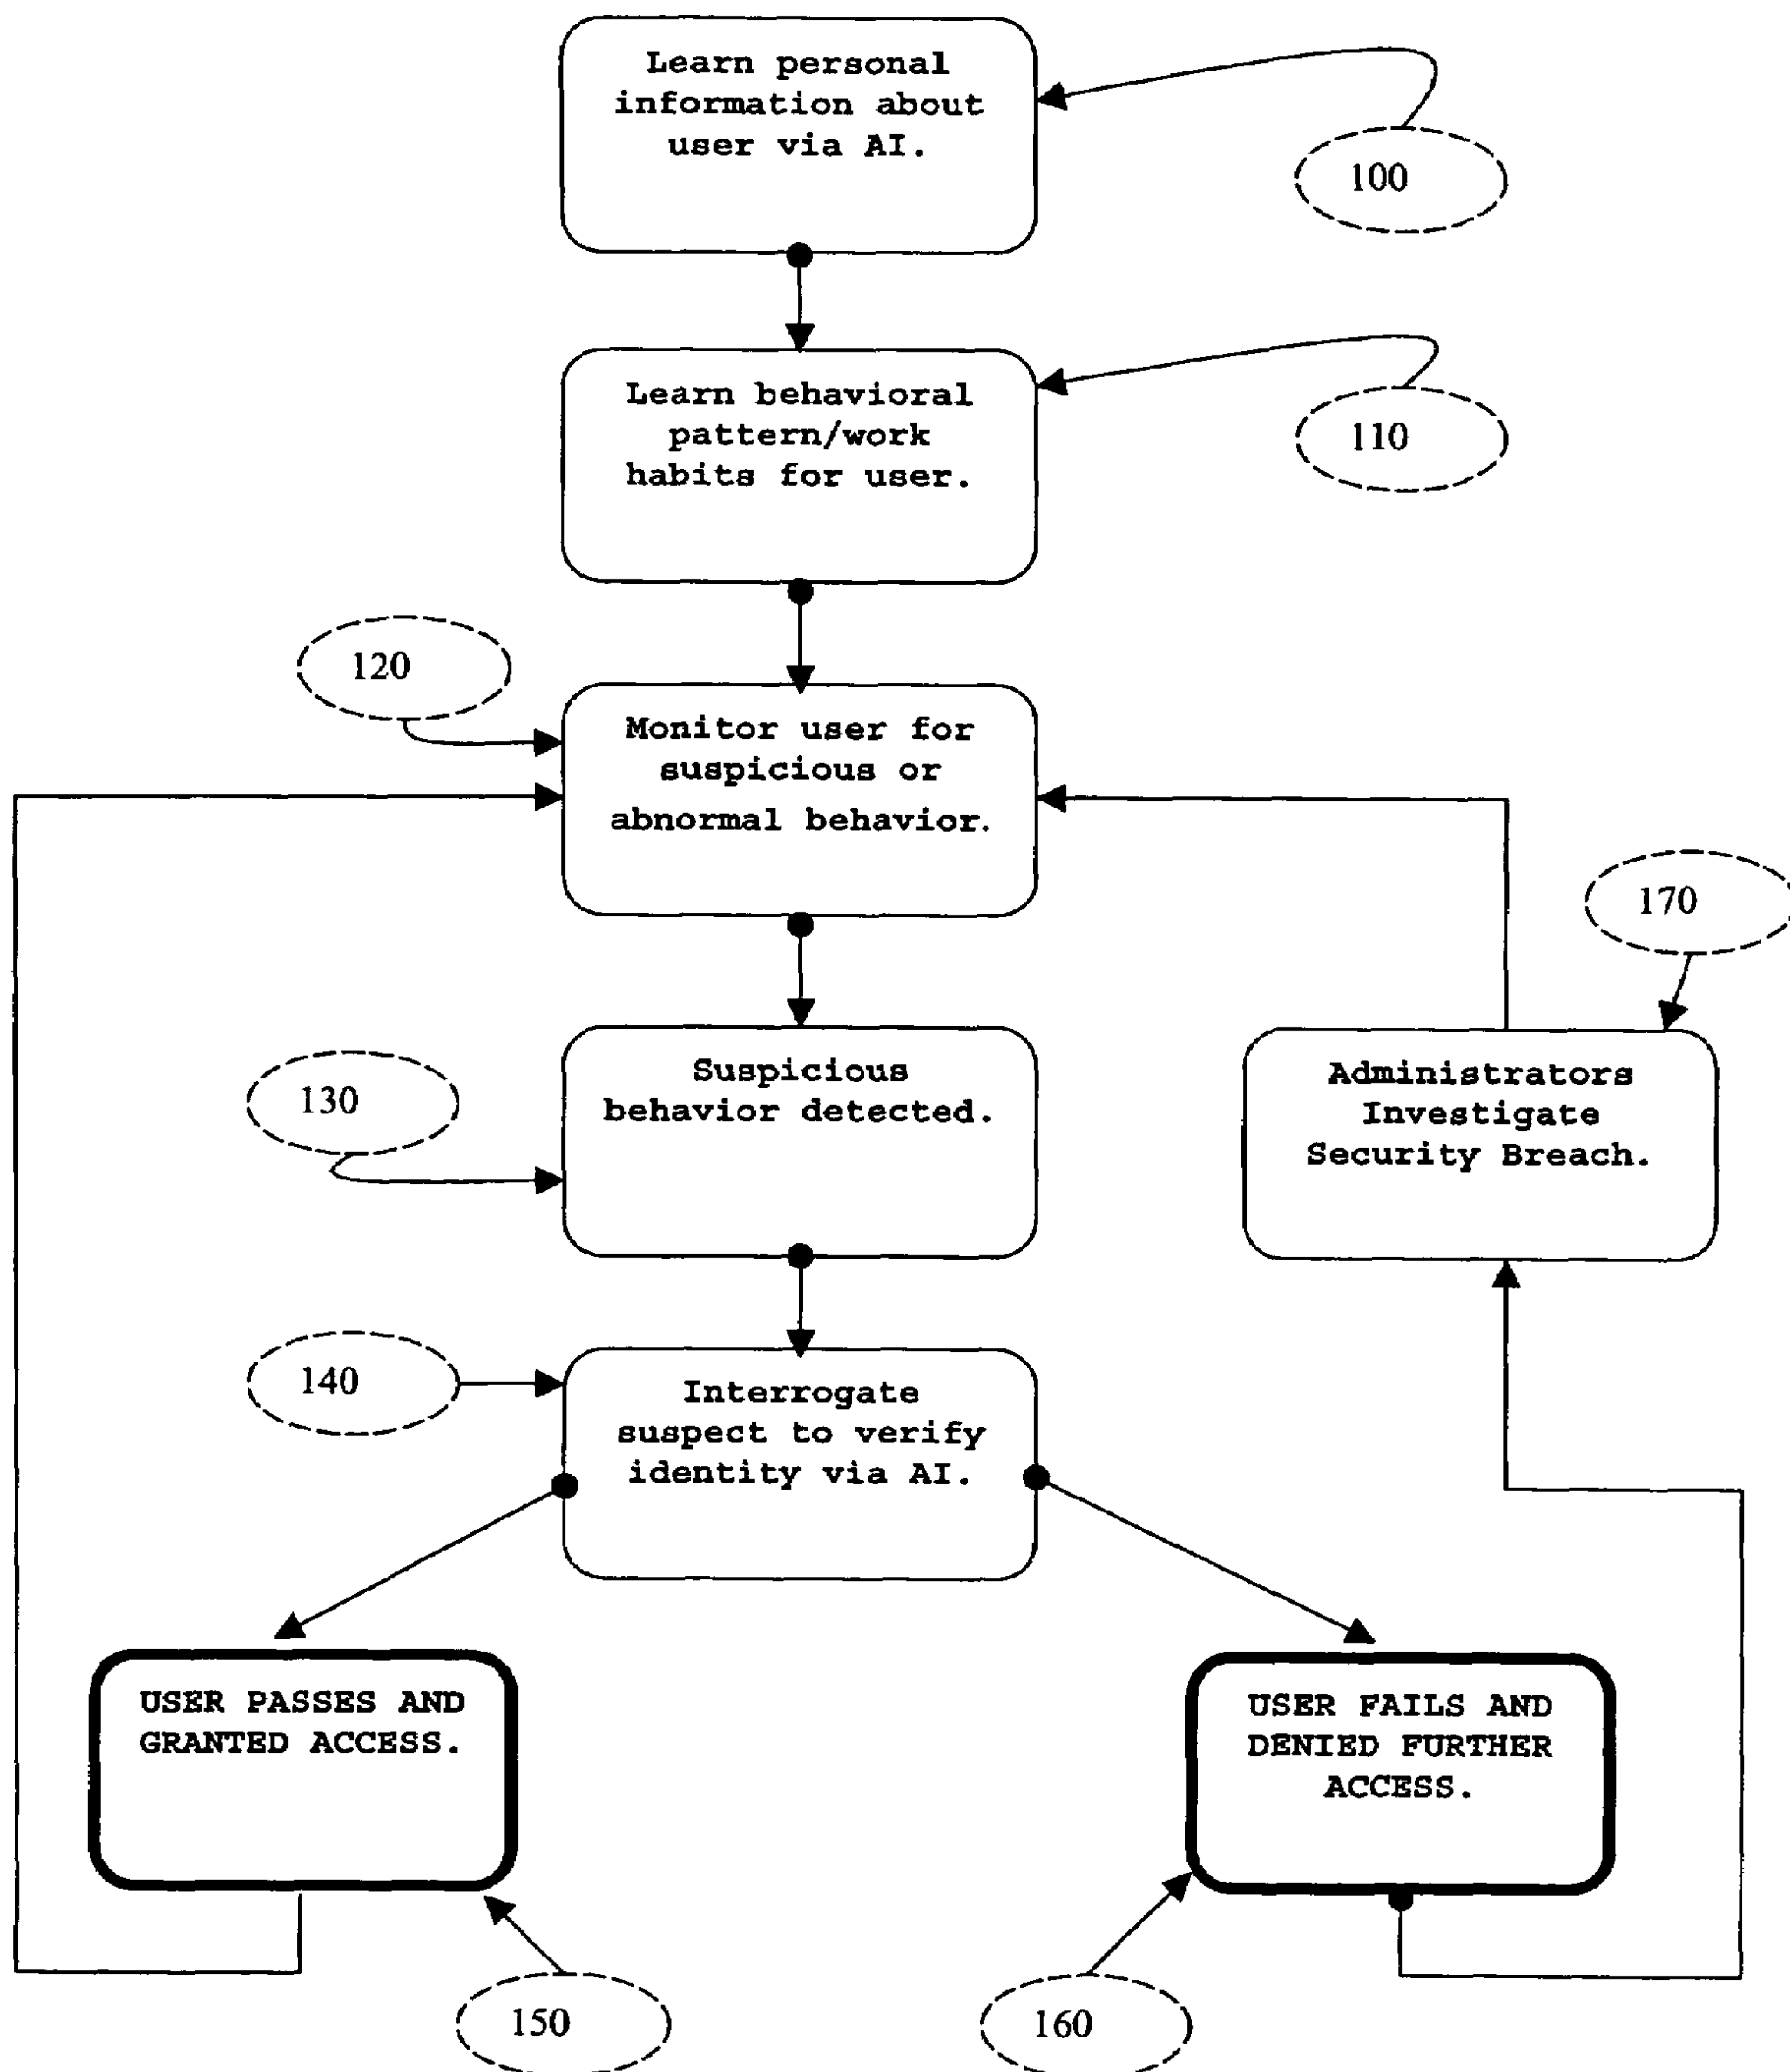 Learn personal
information about
user via AI.
100
Learn behavioral
pattern/work
habits for user.
110
120
Monitor user for
suspicious or
abnormal behavior.
170
Suspicious
behavior detected.
130
Administrators
Investigate
Security Breach.
140
Interrogate
suspect to verify
identity via AI.
USER PASSES AND
GRANTED ACCESS.
USER FAILS AND
DENIED FURTHER
ACCESS.
150
160